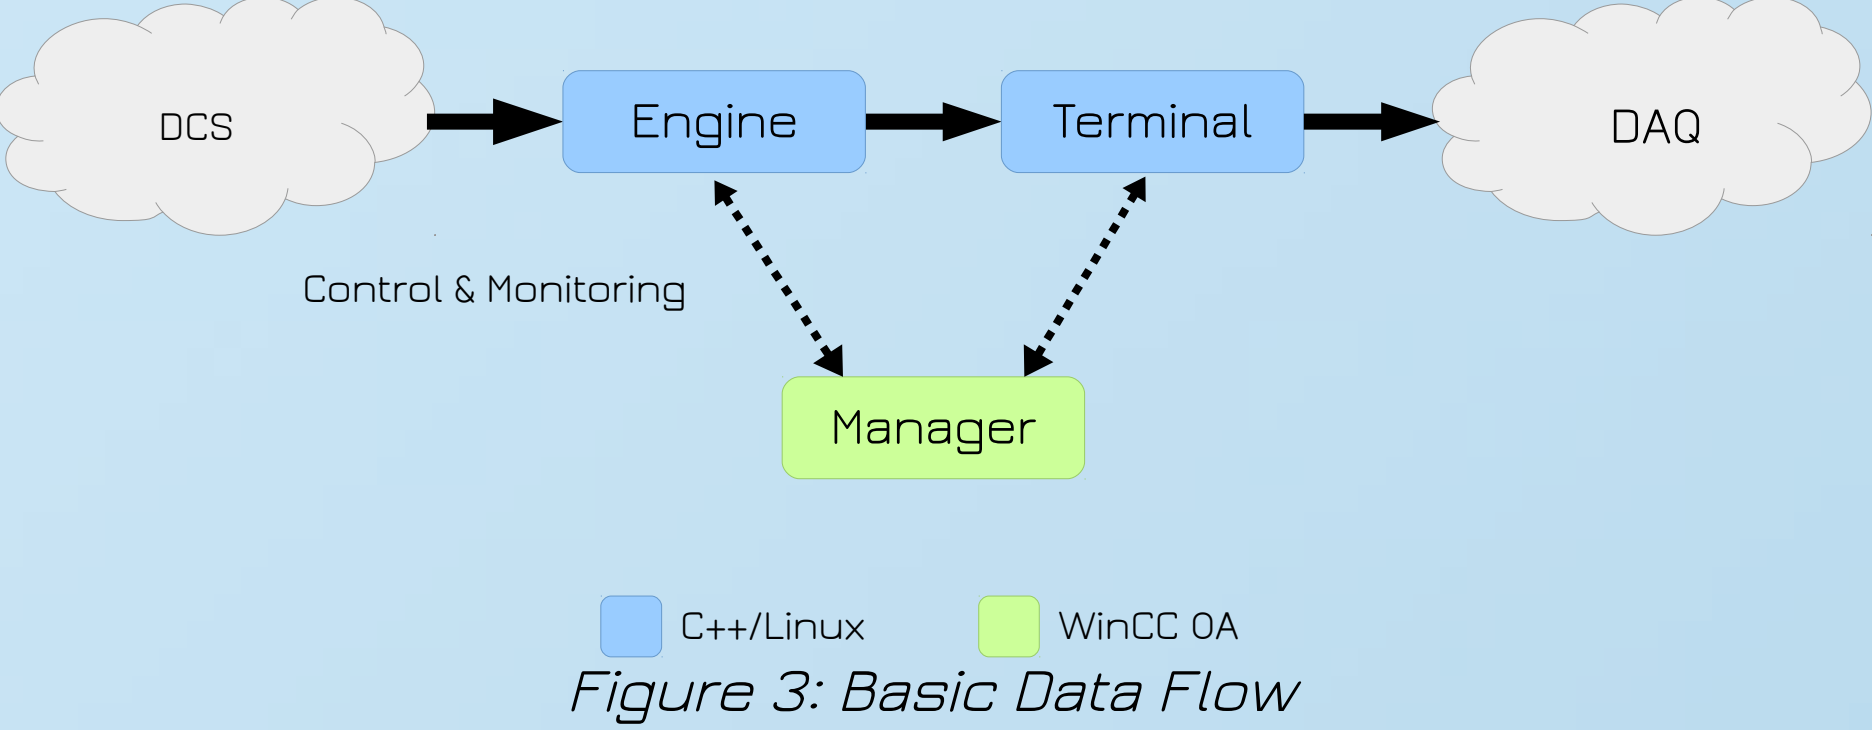 DCS
Engine
Terminal
DAQ
Control & Monitoring
Manager
C++/Linux
WinCC OA
Figure 3: Basic Data Flow